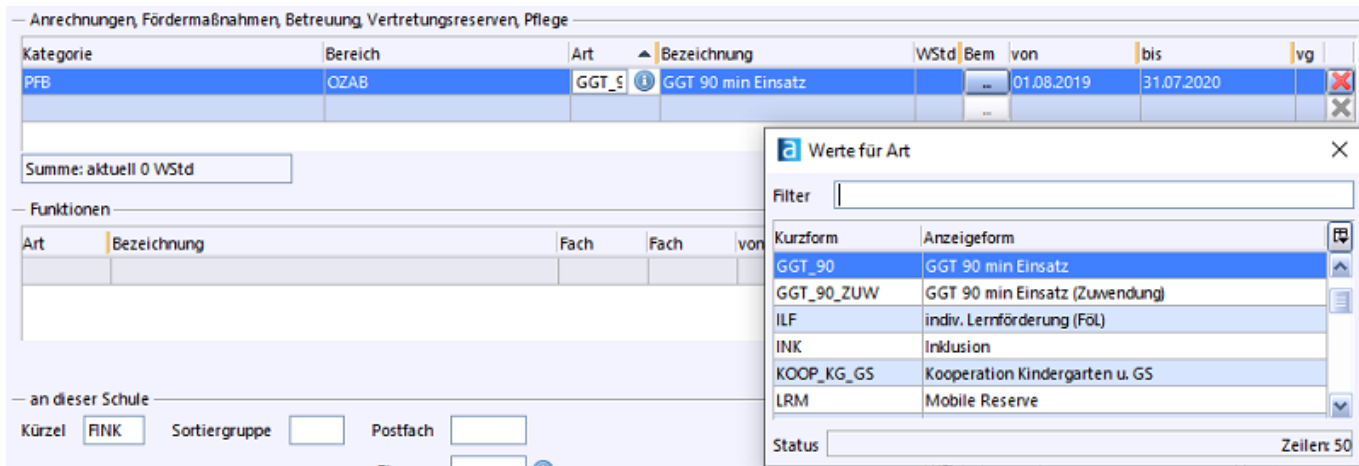 Anrechnungen, Fördermaßnahmen, Betreuung, Vertretungsreserven, Pflege
Kategorie Bereich Art Bezeichnung WStd Bem von bis vg
PFB OZAB GGT_9 GGT 90 min Einsatz ... 01.08.2019 31.07.2020
...
Summe: aktuell 0 WStd
Funktionen
Art Bezeichnung Fach Fach von
an dieser Schule
Kürzel FINK Sortiergruppe Postfach
Werte für Art
Filter
Kurzform Anzeigeform
GGT_90 GGT 90 min Einsatz
GGT_90_ZUW GGT 90 min Einsatz (Zuwendung)
ILF indiv. Lernförderung (FöL)
INK Inklusion
KOOP_KG_GS Kooperation Kindergarten u. GS
LRM Mobile Reserve
Status Zeilen: 50